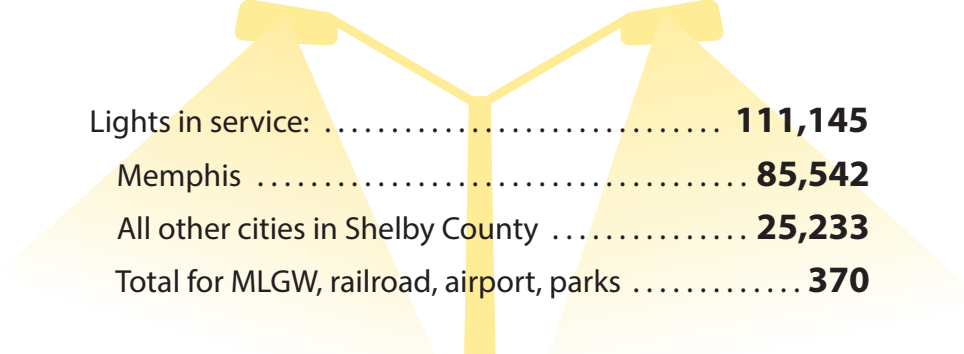 Lights in service: .............................. 111,145
Memphis ..................................... 85,542
All other cities in Shelby County ............... 25,233
Total for MLGW, railroad, airport, parks ............. 370